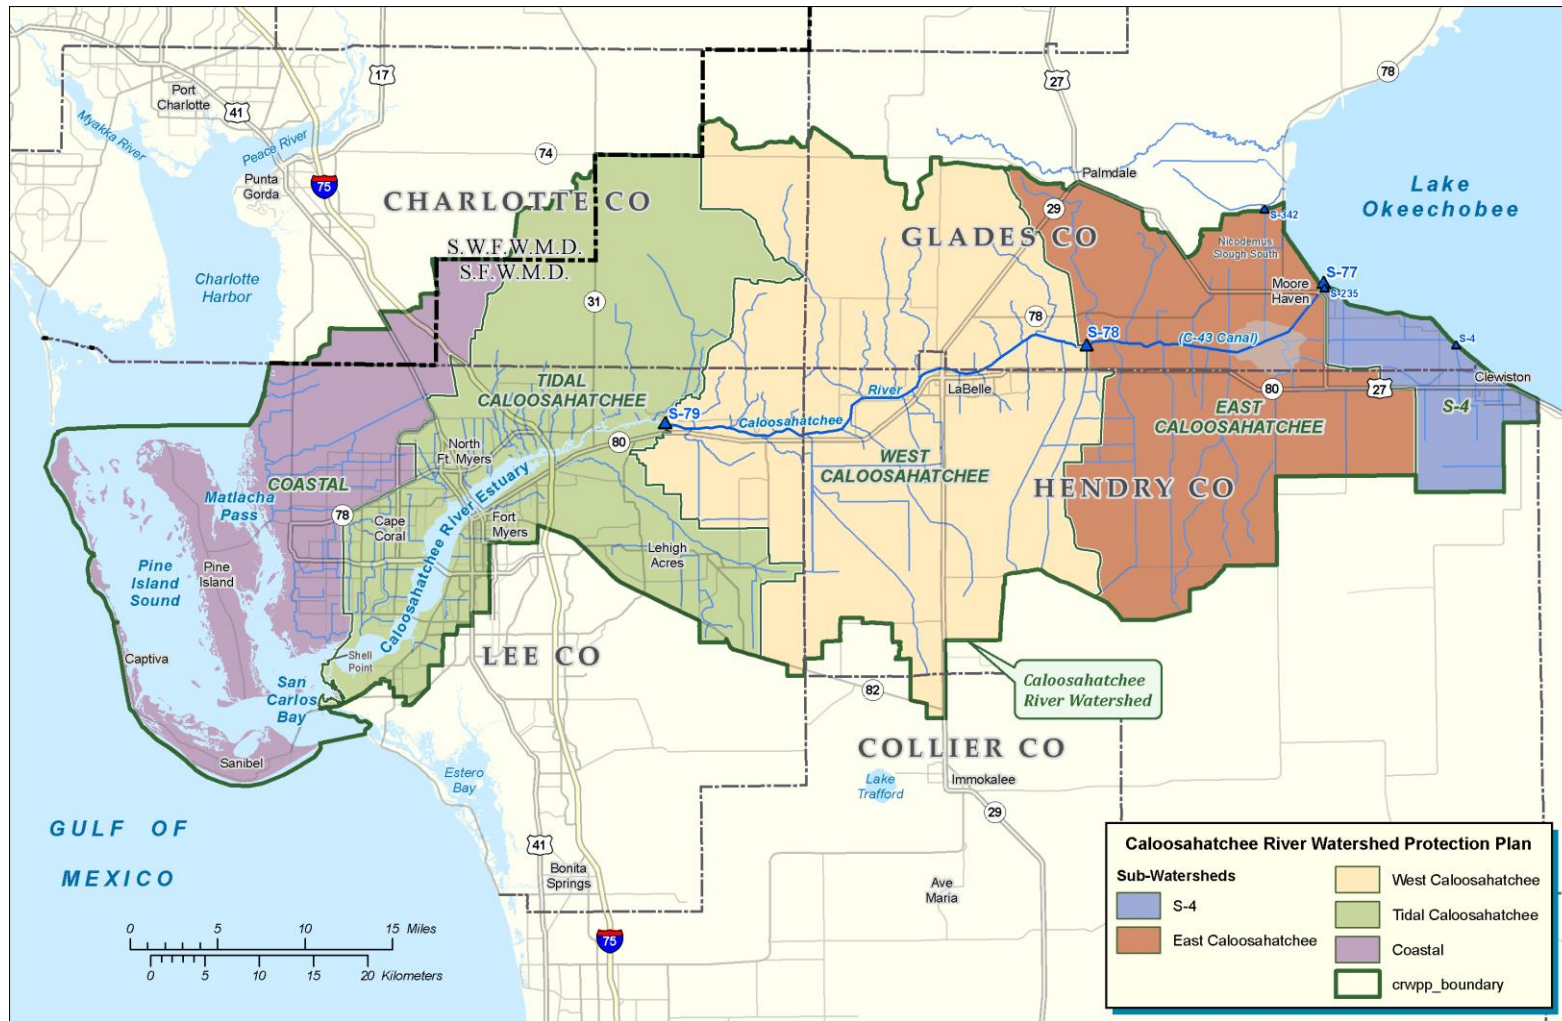 78
27
17
Port
Charlotte
41
Myakka River
Peace River
74
Palmdale
Punta
Gorda
75
CHARLOTTE CO
29
Lake
Okeechobee
S-342
GLADES CO
S.W.F.W.M.D.
S.F.W.M.D.
Nicodemus
Slough South
Charlotte
Harbor
S-77
Moore
Haven
S-235
31
78
S-78
(C-43 Canal)
S-4
TIDAL
CALOOSAHATCHEE
River
LaBelle
80
27
Clewiston
S-79
Caloosahatchee
EAST
CALOOSAHATCHEE
S-4
North
Ft. Myers
80
WEST
CALOOSAHATCHEE
COASTAL
Matlacha
Pass
HENDRY CO
78
Cape
Coral
Fort
Myers
Caloosahatchee River Estuary
Lehigh
Acres
Pine
Island
Sound
Pine
Island
Captiva
Shell
Point
LEE CO
San
Carlos
Bay
82
Caloosahatchee
River Watershed
COLLIER CO
Sanibel
Estero
Bay
Lake
Trafford
Immokalee
29
GULF OF
MEXICO
41
Bonita
Springs
Ave
Maria
75
0 5 10 15 Miles
0 5 10 15 20 Kilometers
Caloosahatchee River Watershed Protection Plan
Sub-Watersheds
S-4
East Caloosahatchee
West Caloosahatchee
Tidal Caloosahatchee
Coastal
crwpp_boundary